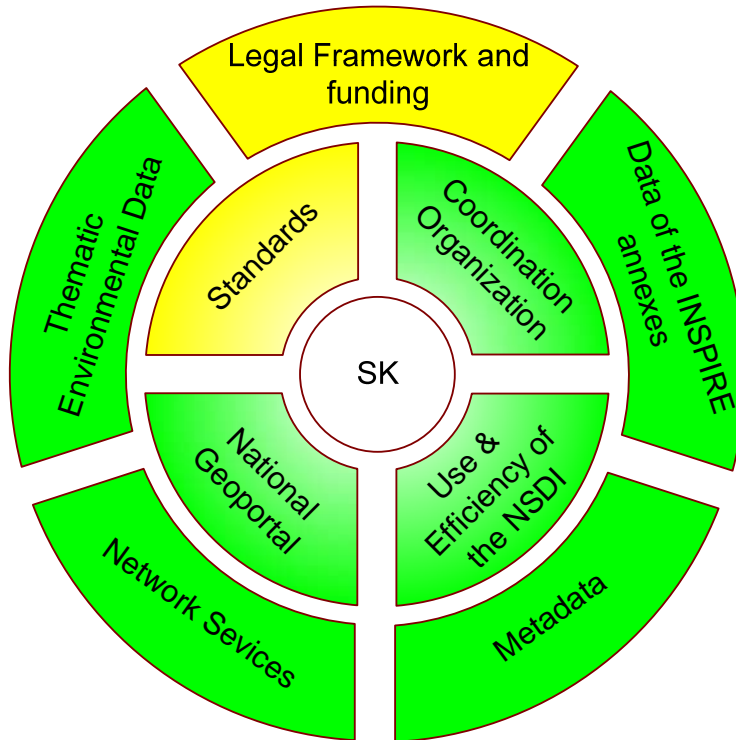 Legal Framework and
funding
Thematic
Environmental Data
Standards
Coordination
Organization
Data of the INSPIRE
annexes
SK
National
Geoportal
Use &
Efficiency of
the NSDI
Network Sevices
Metadata